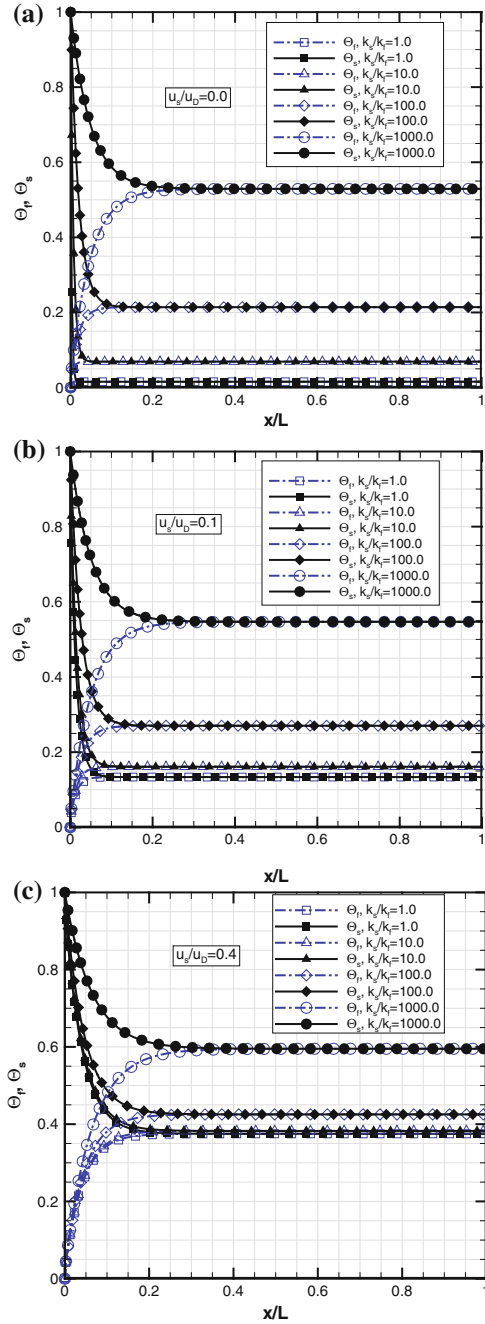 (a)
1
0.8
0.6
0.4
0.2
0
Θf, Θs
us/uD=0.0
Θf, ks/kf=1.0
Θs, ks/kf=1.0
Θf, ks/kf=10.0
Θs, ks/kf=10.0
Θf, ks/kf=100.0
Θs, ks/kf=100.0
Θf, ks/kf=1000.0
Θs, ks/kf=1000.0
0 0.2 0.4 0.6 0.8 1
x/L
(b)
1
0.8
0.6
0.4
0.2
0
Θf, Θs
us/uD=0.1
Θf, ks/kf=1.0
Θs, ks/kf=1.0
Θf, ks/kf=10.0
Θs, ks/kf=10.0
Θf, ks/kf=100.0
Θs, ks/kf=100.0
Θf, ks/kf=1000.0
Θs, ks/kf=1000.0
0 0.2 0.4 0.6 0.8 1
x/L
(c)
1
0.8
0.6
0.4
0.2
0
Θf, Θs
us/uD=0.4
Θf, ks/kf=1.0
Θs, ks/kf=1.0
Θf, ks/kf=10.0
Θs, ks/kf=10.0
Θf, ks/kf=100.0
Θs, ks/kf=100.0
Θf, ks/kf=1000.0
Θs, ks/kf=1000.0
0 0.2 0.4 0.6 0.8 1
x/L